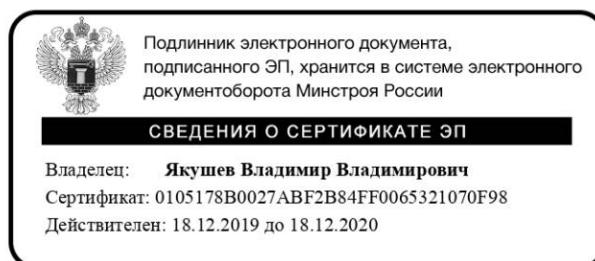 Подлинник электронного документа,
подписанного ЭП, хранится в системе электронного
документоборота Минстроя России
СВЕДЕНИЯ О СЕРТИФИКАТЕ ЭП
Владелец: Якушев Владимир Владимирович
Сертификат: 0105178B0027ABF2B84FF0065321070F98
Действителен: 18.12.2019 до 18.12.2020